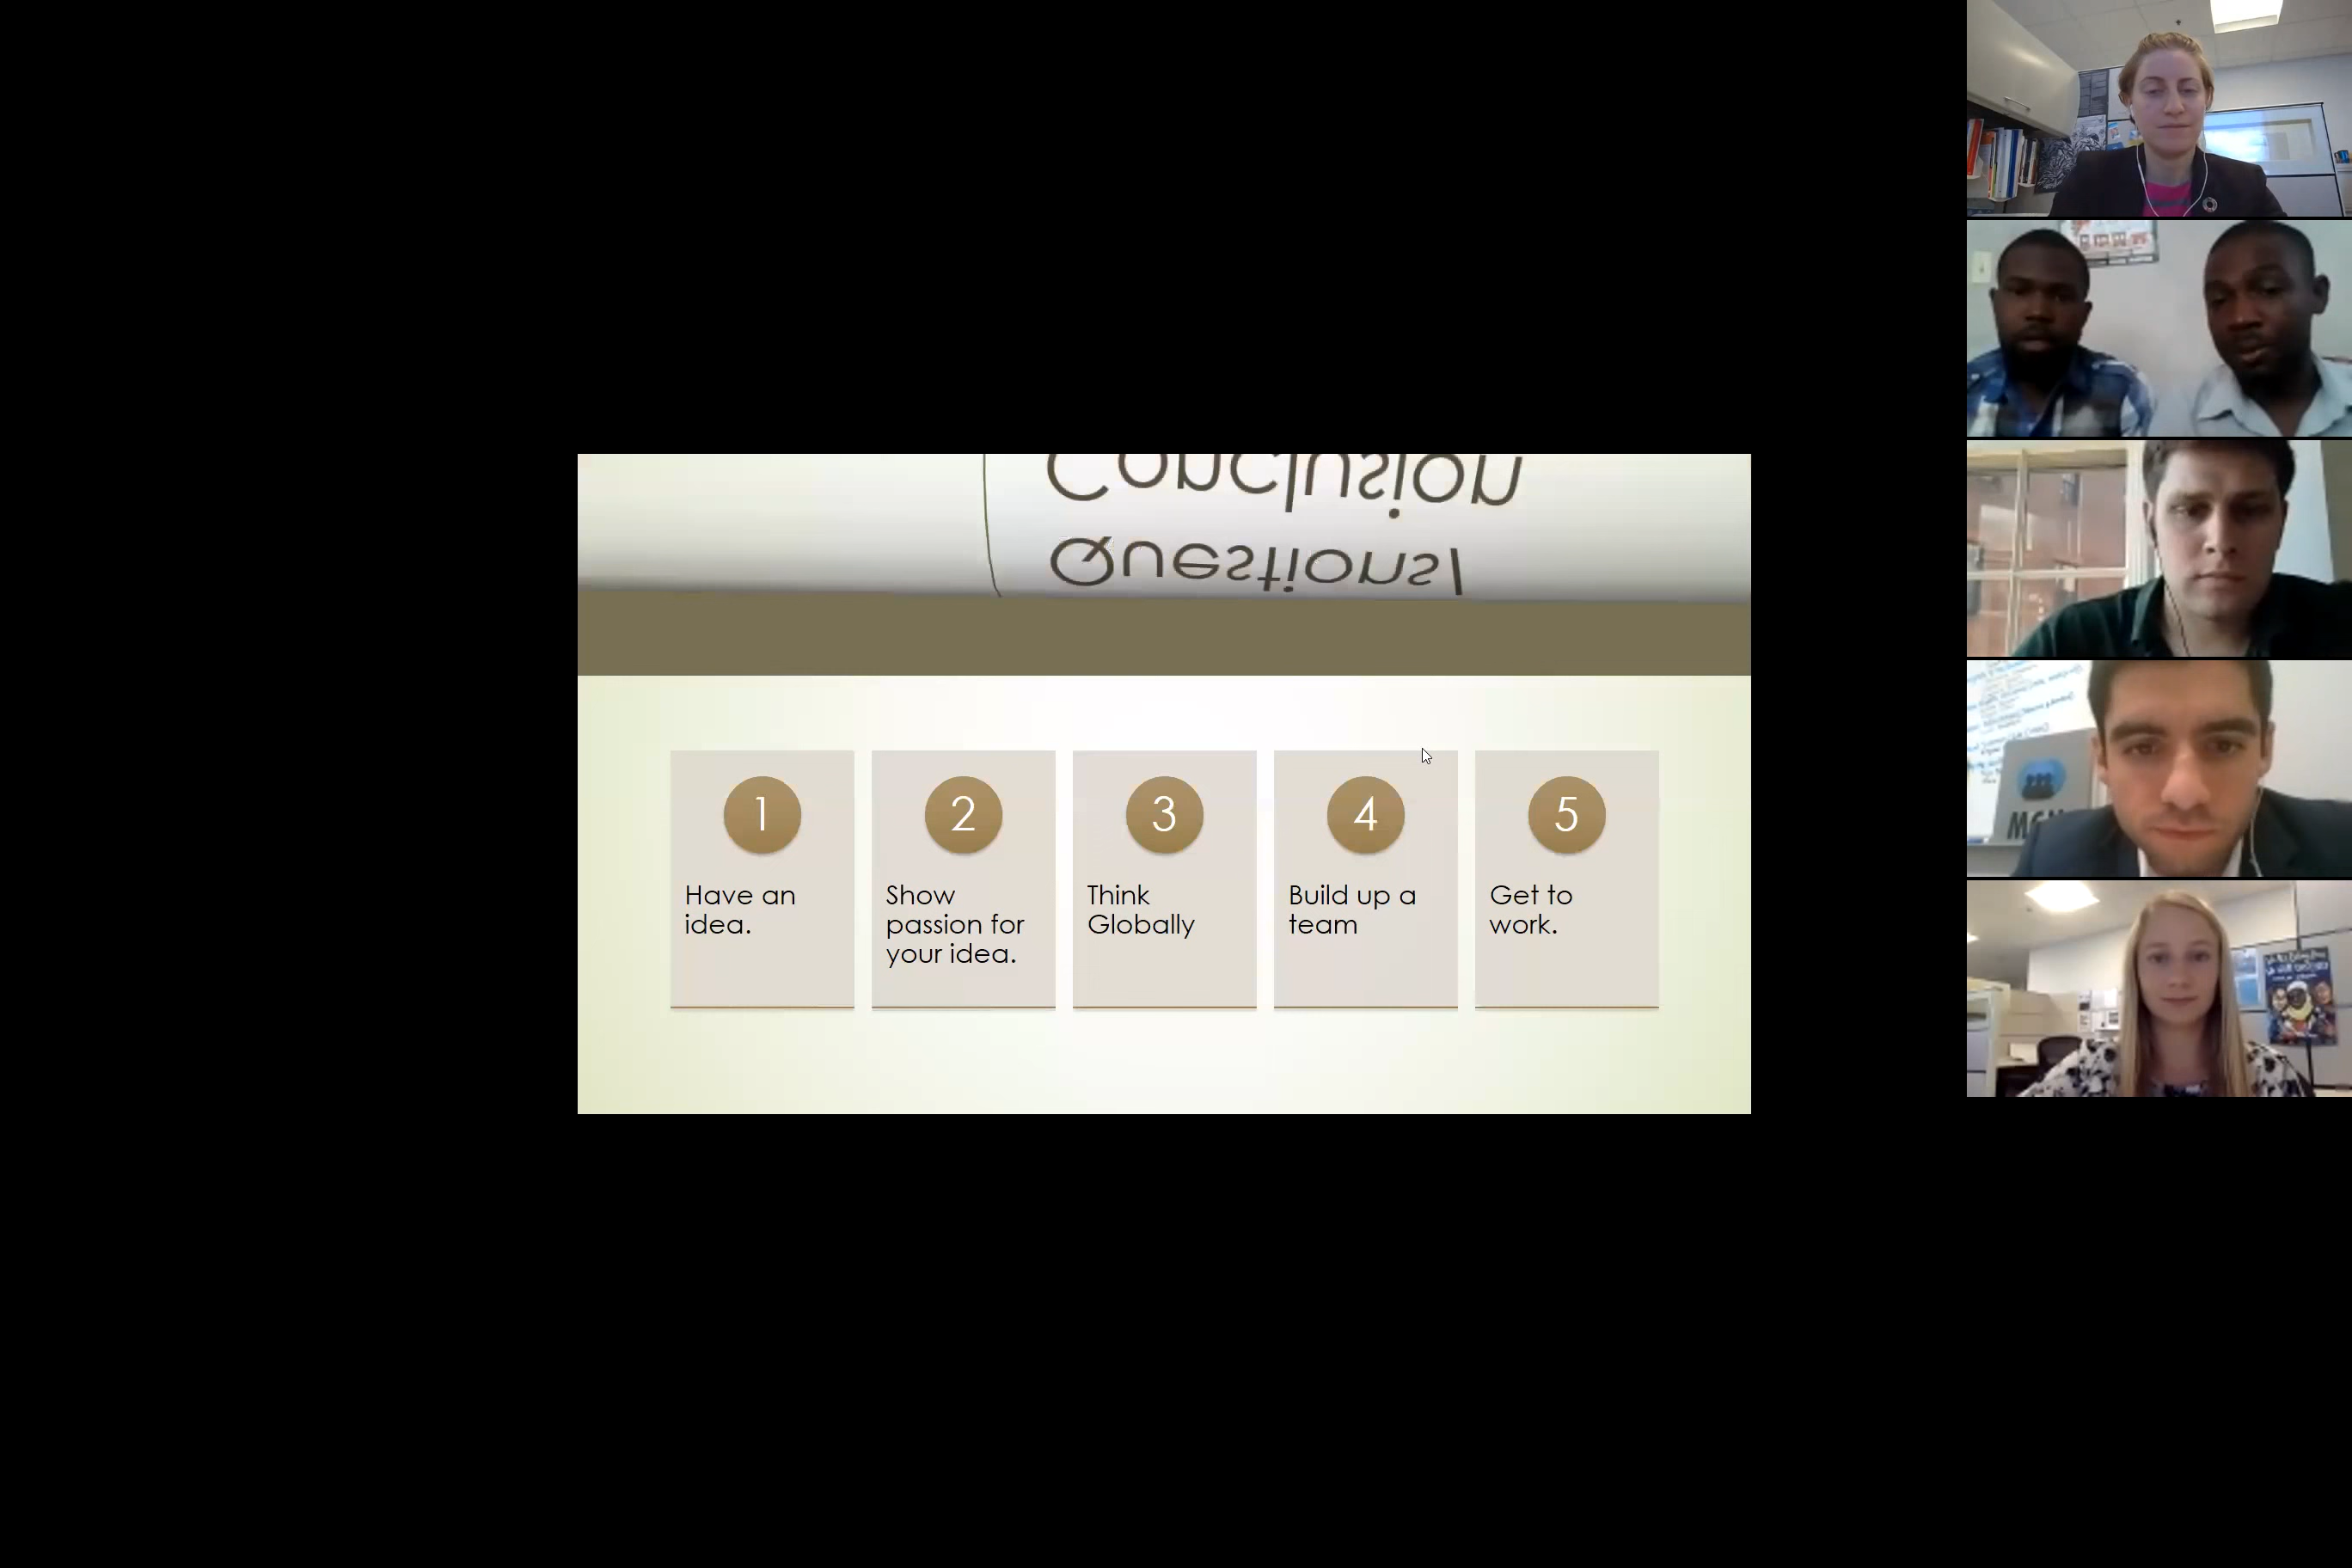 Conclusion
Questions!
1
Have an
idea.
2
Show
passion for
your idea.
3
Think
Globally
4
Build up a
team
5
Get to
work.